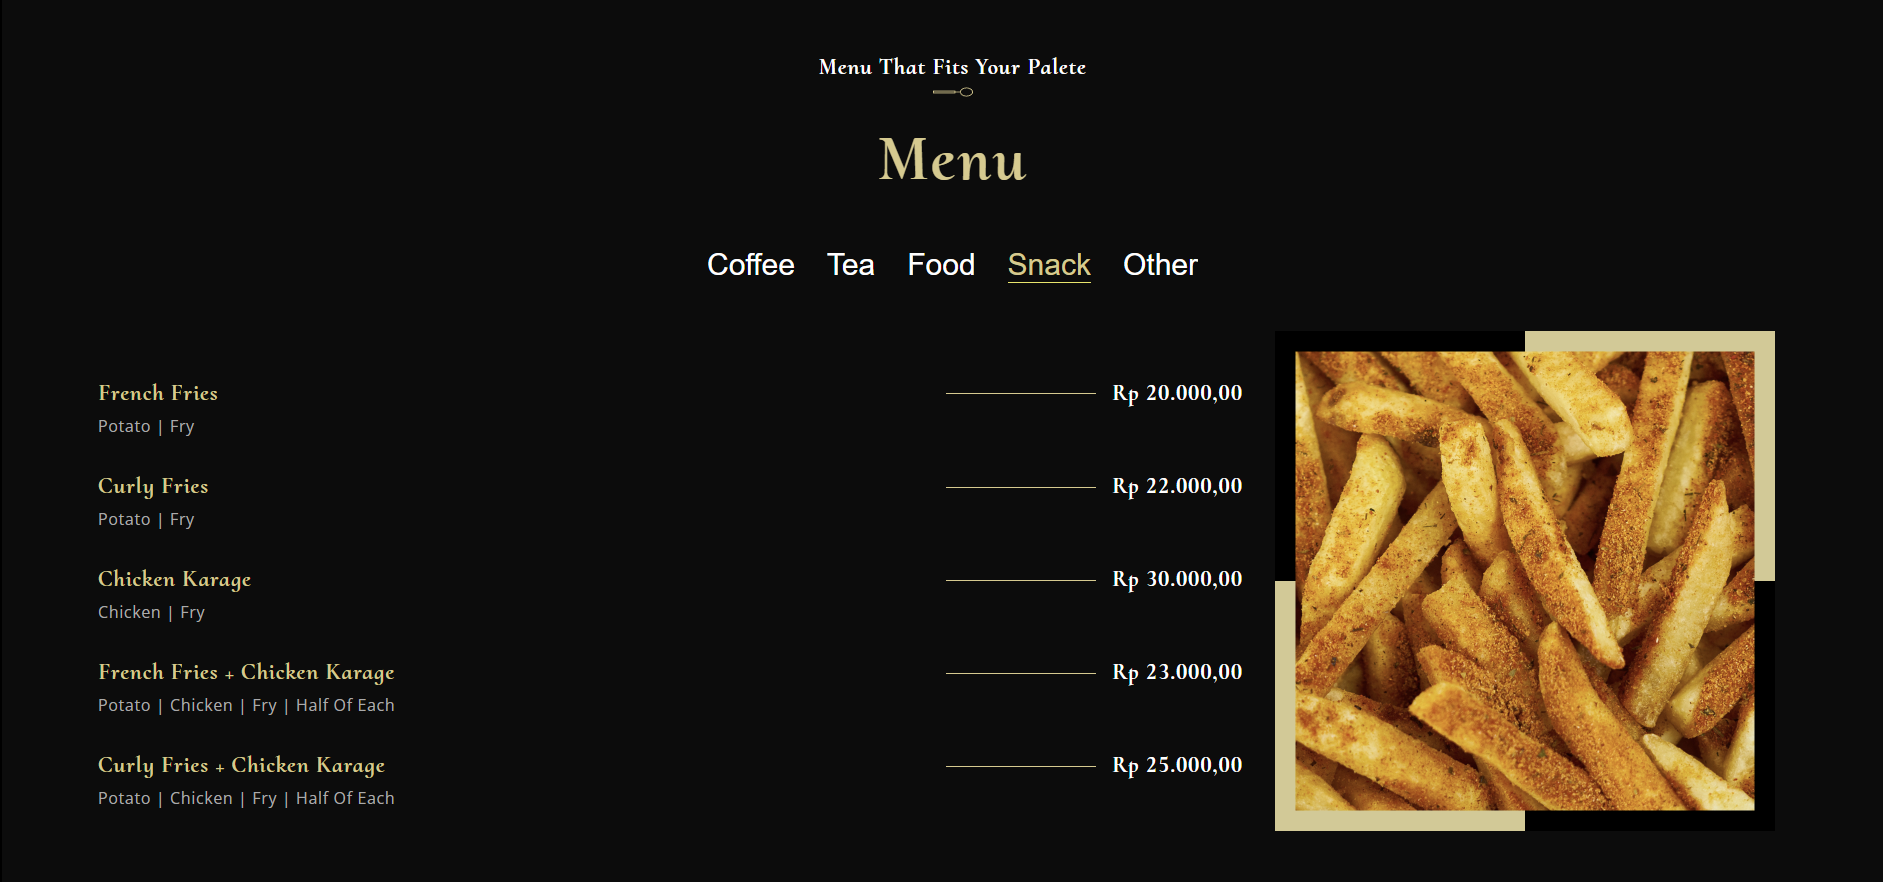 Menu That Fits Your Palete
Menu
Coffee Tea Food Snack Other
French Fries Rp 20.000,00
Potato | Fry
Curly Fries Rp 22.000,00
Potato | Fry
Chicken Karage Rp 30.000,00
Chicken | Fry
French Fries + Chicken Karage Rp 23.000,00
Potato | Chicken | Fry | Half Of Each
Curly Fries + Chicken Karage Rp 25.000,00
Potato | Chicken | Fry | Half Of Each